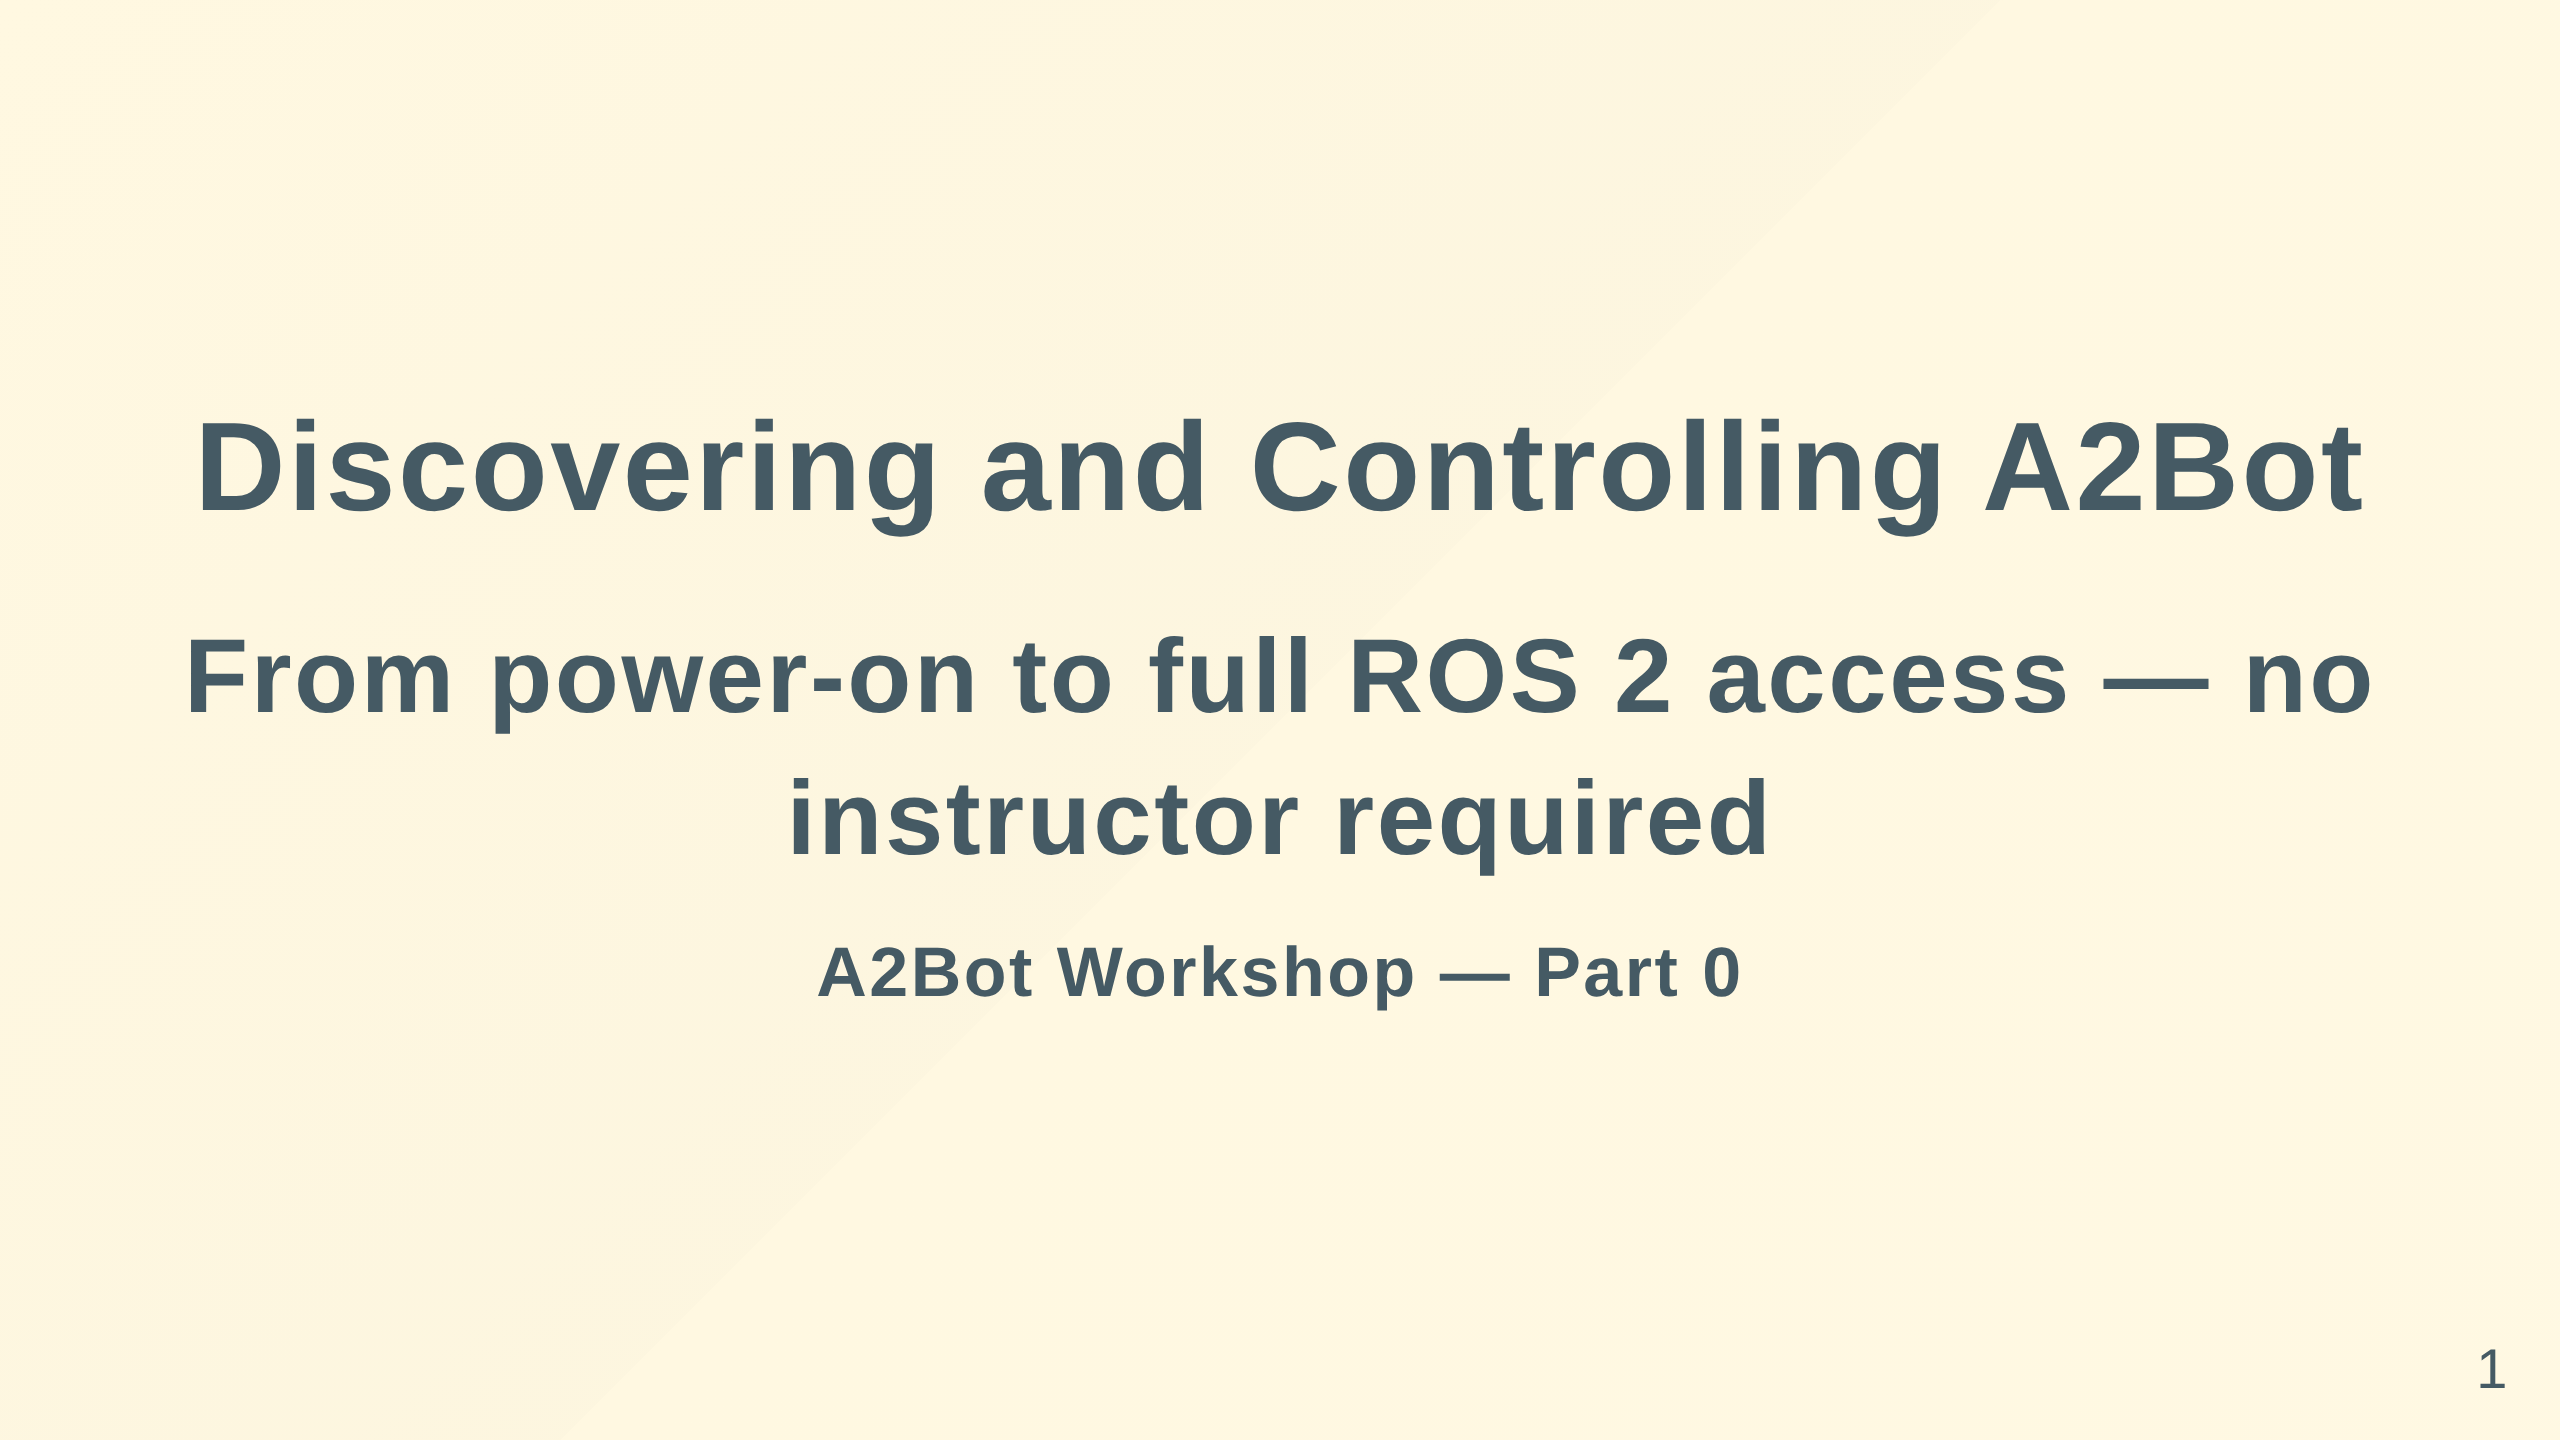 Discovering and Controlling A2Bot
From power-on to full ROS 2 access — no
instructor required
A2Bot Workshop — Part 0
1